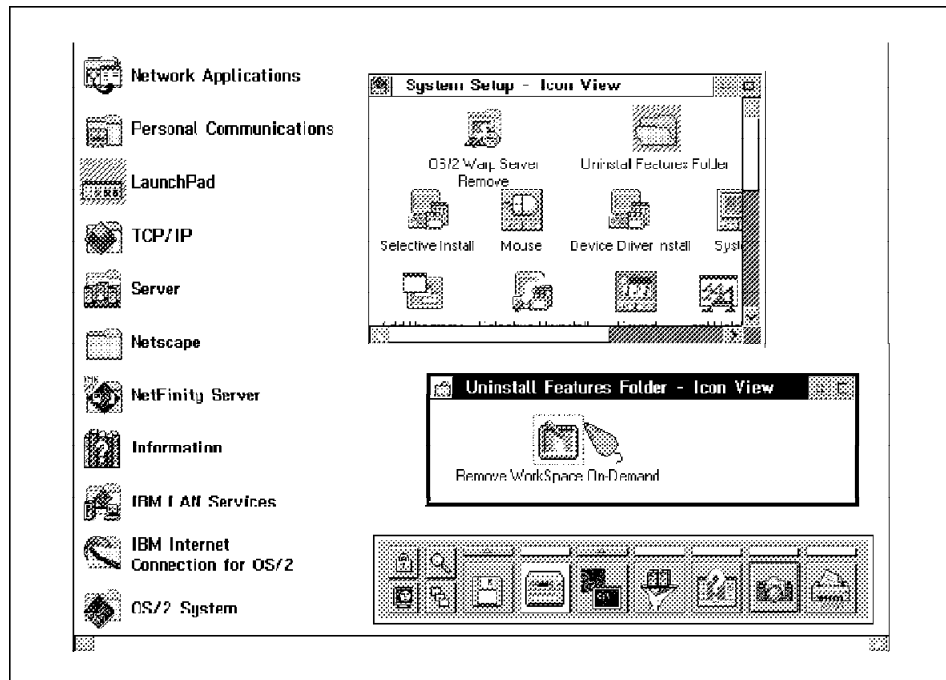 Network Applications
Personal Communications
LaunchPad
TCP/IP
Server
Netscape
NetFinity Server
Information
IBM LAN Services
IBM Internet
Connection for OS/2
OS/2 System
System Setup - Icon View
OS/2 Warp Server
Remove
Uninstall Features Folder
Selective Install
Mouse
Device Driver Install
Syst
Uninstall Features Folder - Icon View
Remove WorkSpace On-Demand